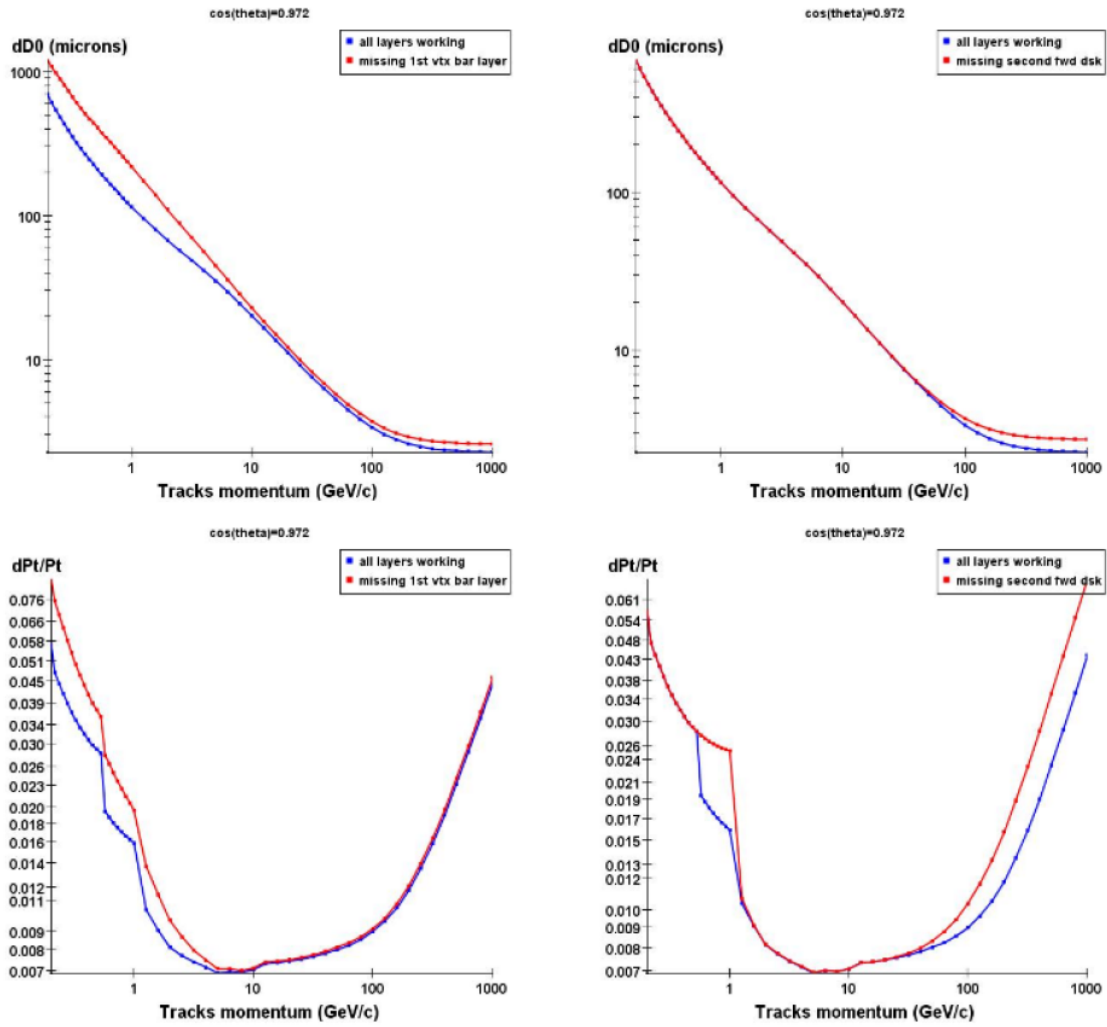 cos(theta)=0.972
dD0 (microns)
all layers working
missing 1st vtx bar layer
1000
100
10
1
10
100
1000
Tracks momentum (GeV/c)
cos(theta)=0.972
dD0 (microns)
all layers working
missing second fwd dsk
100
10
1
10
100
1000
Tracks momentum (GeV/c)
cos(theta)=0.972
dPt/Pt
all layers working
missing 1st vtx bar layer
0.076
0.066
0.058
0.051
0.045
0.039
0.034
0.030
0.026
0.023
0.020
0.018
0.016
0.014
0.012
0.011
0.009
0.008
0.007
1
10
100
1000
Tracks momentum (GeV/c)
cos(theta)=0.972
dPt/Pt
all layers working
missing second fwd dsk
0.061
0.054
0.048
0.043
0.038
0.034
0.030
0.026
0.024
0.021
0.019
0.017
0.015
0.013
0.012
0.010
0.009
0.008
0.007
1
10
100
1000
Tracks momentum (GeV/c)